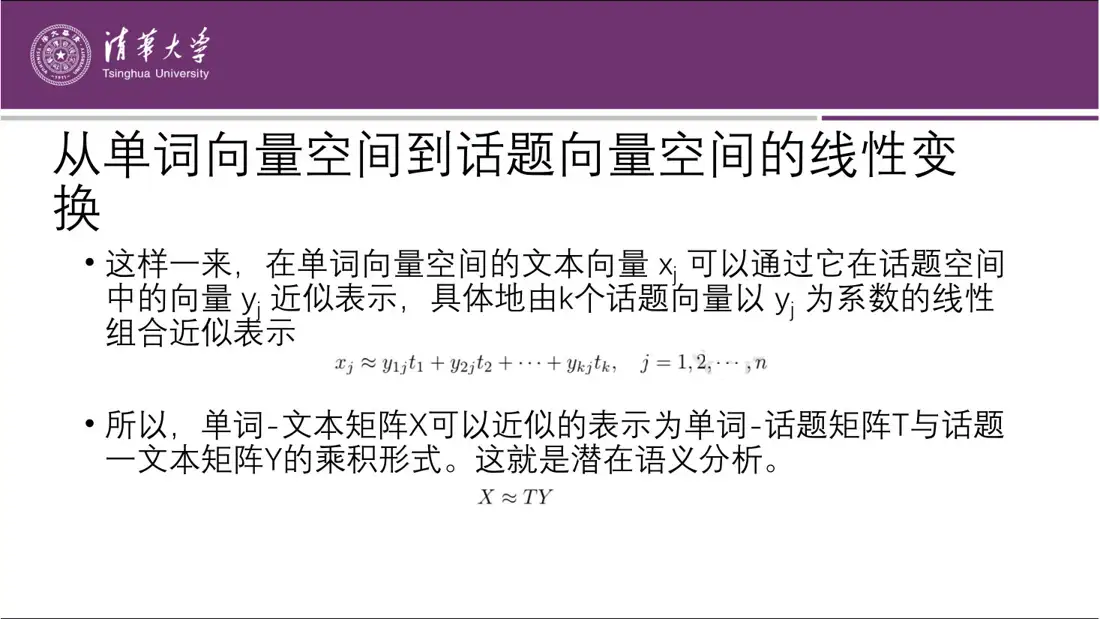 清华大学
Tsinghua University
从单词向量空间到话题向量空间的线性变
换
• 这样一来，在单词向量空间的文本向量 xj 可以通过它在话题空间
中的向量 yj 近似表示，具体地由k个话题向量以 yj 为系数的线性
组合近似表示
xj ≈ y1jt1 + y2jt2 + ⋯ + ykjtk, j = 1, 2, ⋯ , n
• 所以，单词-文本矩阵X可以近似的表示为单词-话题矩阵T与话题
一文本矩阵Y的乘积形式。这就是潜在语义分析。
X ≈ TY